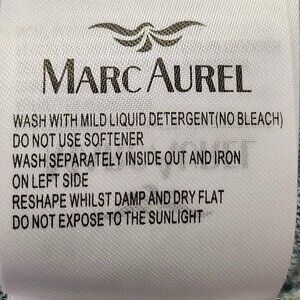 MARC AUREL
WASH WITH MILD LIQUID DETERGENT(NO BLEACH)
DO NOT USE SOFTENER
WASH SEPARATELY INSIDE OUT AND IRON
ON LEFT SIDE
RESHAPE WHILST DAMP AND DRY FLAT
DO NOT EXPOSE TO THE SUNLIGHT